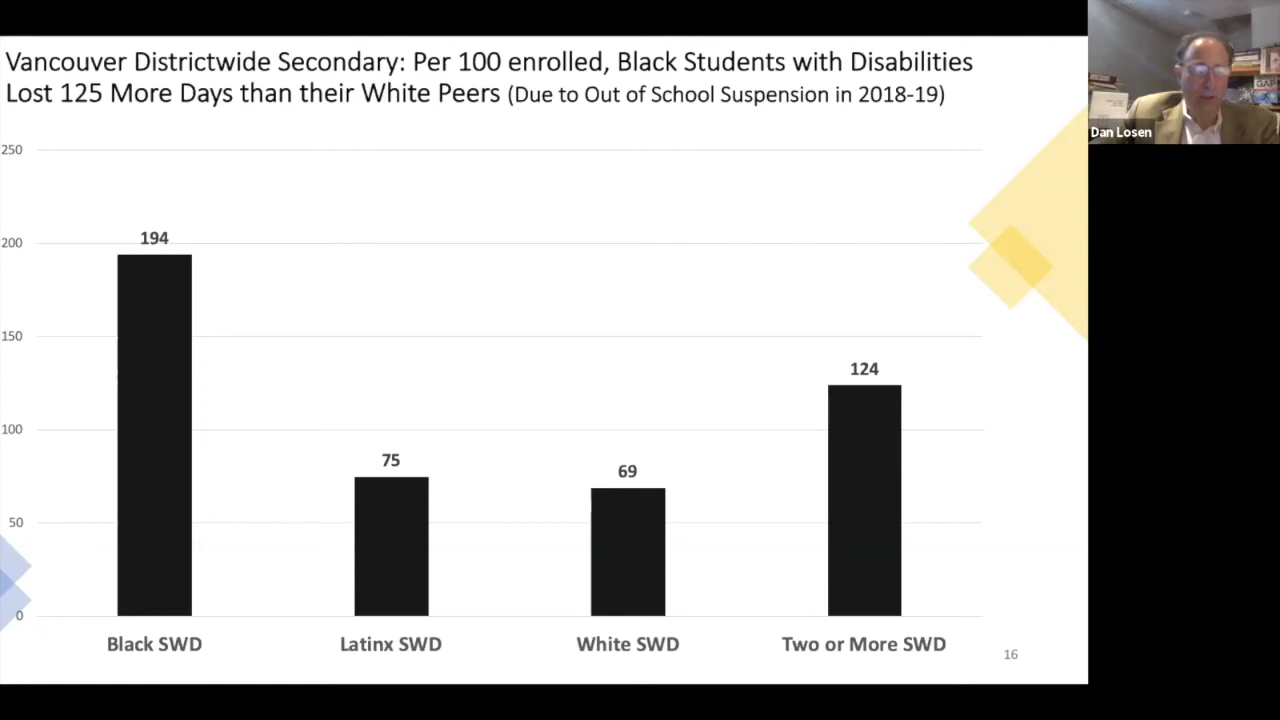 Vancouver Districtwide Secondary: Per 100 enrolled, Black Students with Disabilities
Lost 125 More Days than their White Peers (Due to Out of School Suspension in 2018-19)
Dan Losen
250
200
150
100
50
0
194
75
69
124
Black SWD
Latinx SWD
White SWD
Two or More SWD
16
GAP